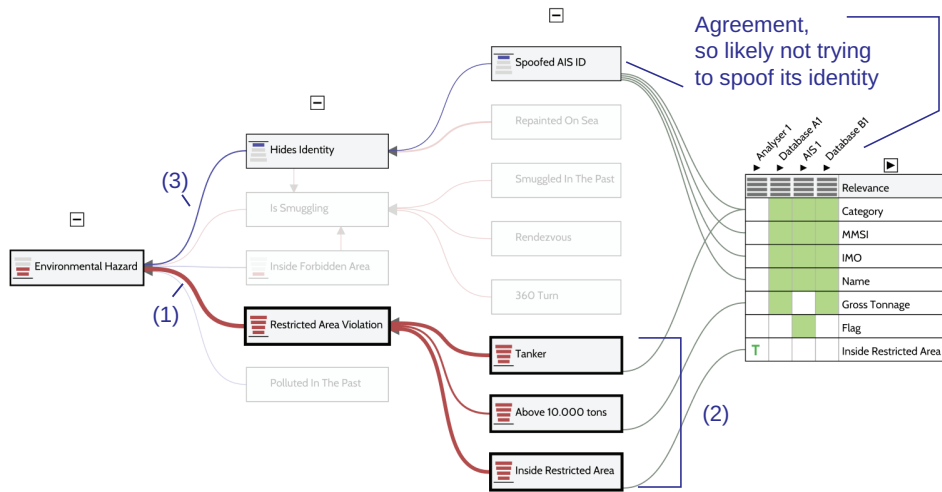 Agreement,
so likely not trying
to spoof its identity
Spoofed AIS ID
Repainted On Sea
Hides Identity
Smuggled In The Past
(3)
Is Smuggling
Rendezvous
Environmental Hazard
Inside Forbidden Area
360 Turn
(1)
Restricted Area Violation
Tanker
Polluted In The Past
Above 10.000 tons
(2)
Inside Restricted Area
Analyser 1
Database A1
AIS 1
Database B1
Relevance
Category
MMSI
IMO
Name
Gross Tonnage
Flag
T Inside Restricted Area